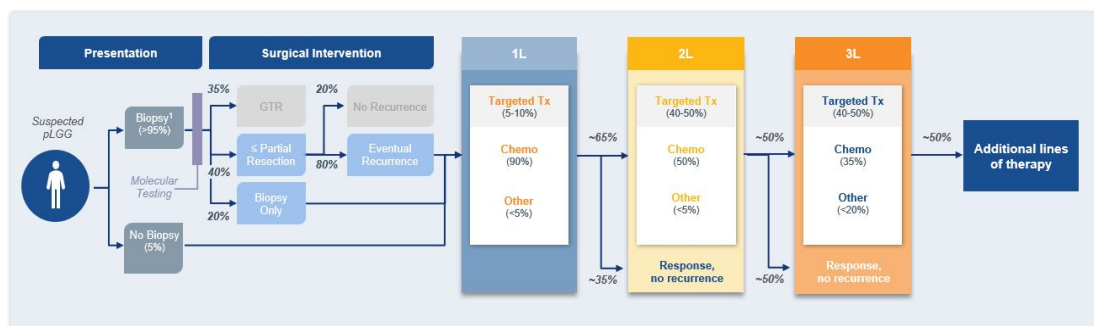 Presentation
Surgical Intervention
1L
2L
3L
Suspected
pLGG
Biopsy1
(>95%)
Molecular
Testing
No Biopsy
(5%)
35%
GTR
20%
No Recurrence
≤ Partial
Resection
40%
80%
Eventual
Recurrence
20%
Biopsy
Only
Targeted Tx
(5-10%)
Chemo
(90%)
Other
(<5%)
~65%
~35%
Targeted Tx
(40-50%)
Chemo
(50%)
Other
(<5%)
Response,
no recurrence
~50%
~50%
Targeted Tx
(40-50%)
Chemo
(35%)
Other
(<20%)
Response,
no recurrence
~50%
Additional lines
of therapy